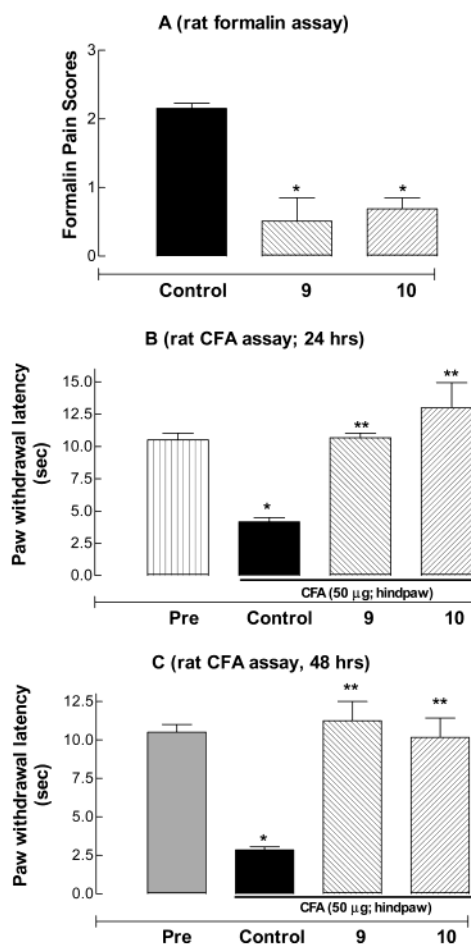 A (rat formalin assay)
Formalin Pain Scores
3
2
1
0
*
*
Control 9 10
B (rat CFA assay; 24 hrs)
Paw withdrawal latency
(sec)
15.0
12.5
10.0
7.5
5.0
2.5
0.0
*
**
**
CFA (50 μg; hindpaw)
Pre Control 9 10
C (rat CFA assay, 48 hrs)
Paw withdrawal latency
(sec)
12.5
10.0
7.5
5.0
2.5
0.0
*
**
**
CFA (50 μg; hindpaw)
Pre Control 9 10